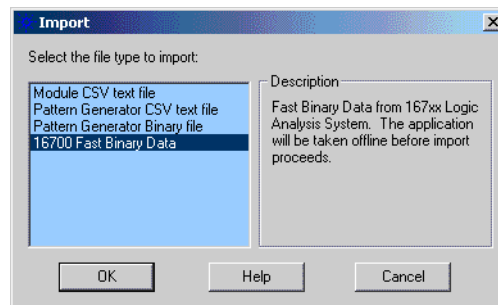 Import
Select the file type to import:
Module CSV text file
Pattern Generator CSV text file
Pattern Generator Binary file
16700 Fast Binary Data
Description
Fast Binary Data from 167xx Logic
Analysis System.  The application
will be taken offline before import
proceeds.
OK
Help
Cancel